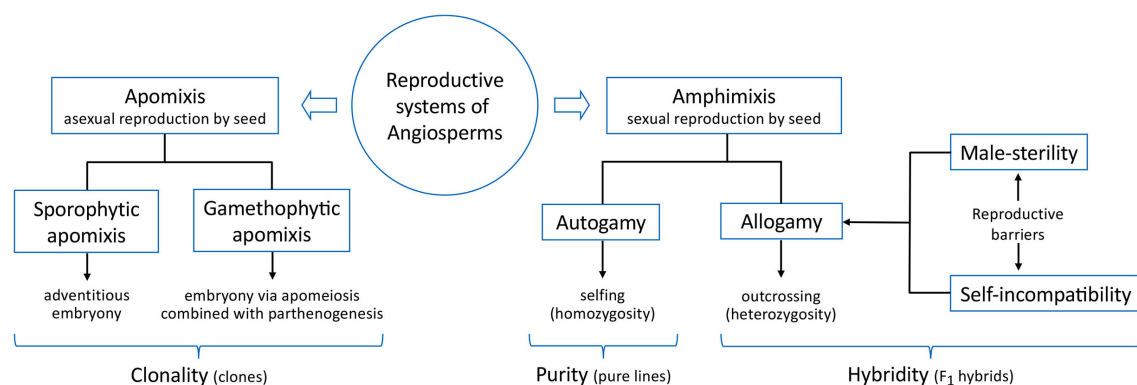 Reproductive
systems of
Angiosperms
Apomixis
asexual reproduction by seed
Amphimixis
sexual reproduction by seed
Sporophytic
apomixis
Gamethophytic
apomixis
Autogamy
Allogamy
Male-sterility
Reproductive
barriers
Self-incompatibility
adventitious
embryony
embryony via apomeiosis
combined with parthenogenesis
selfing
(homozygosity)
outcrossing
(heterozygosity)
Clonality (clones)
Purity (pure lines)
Hybridity (F₁ hybrids)